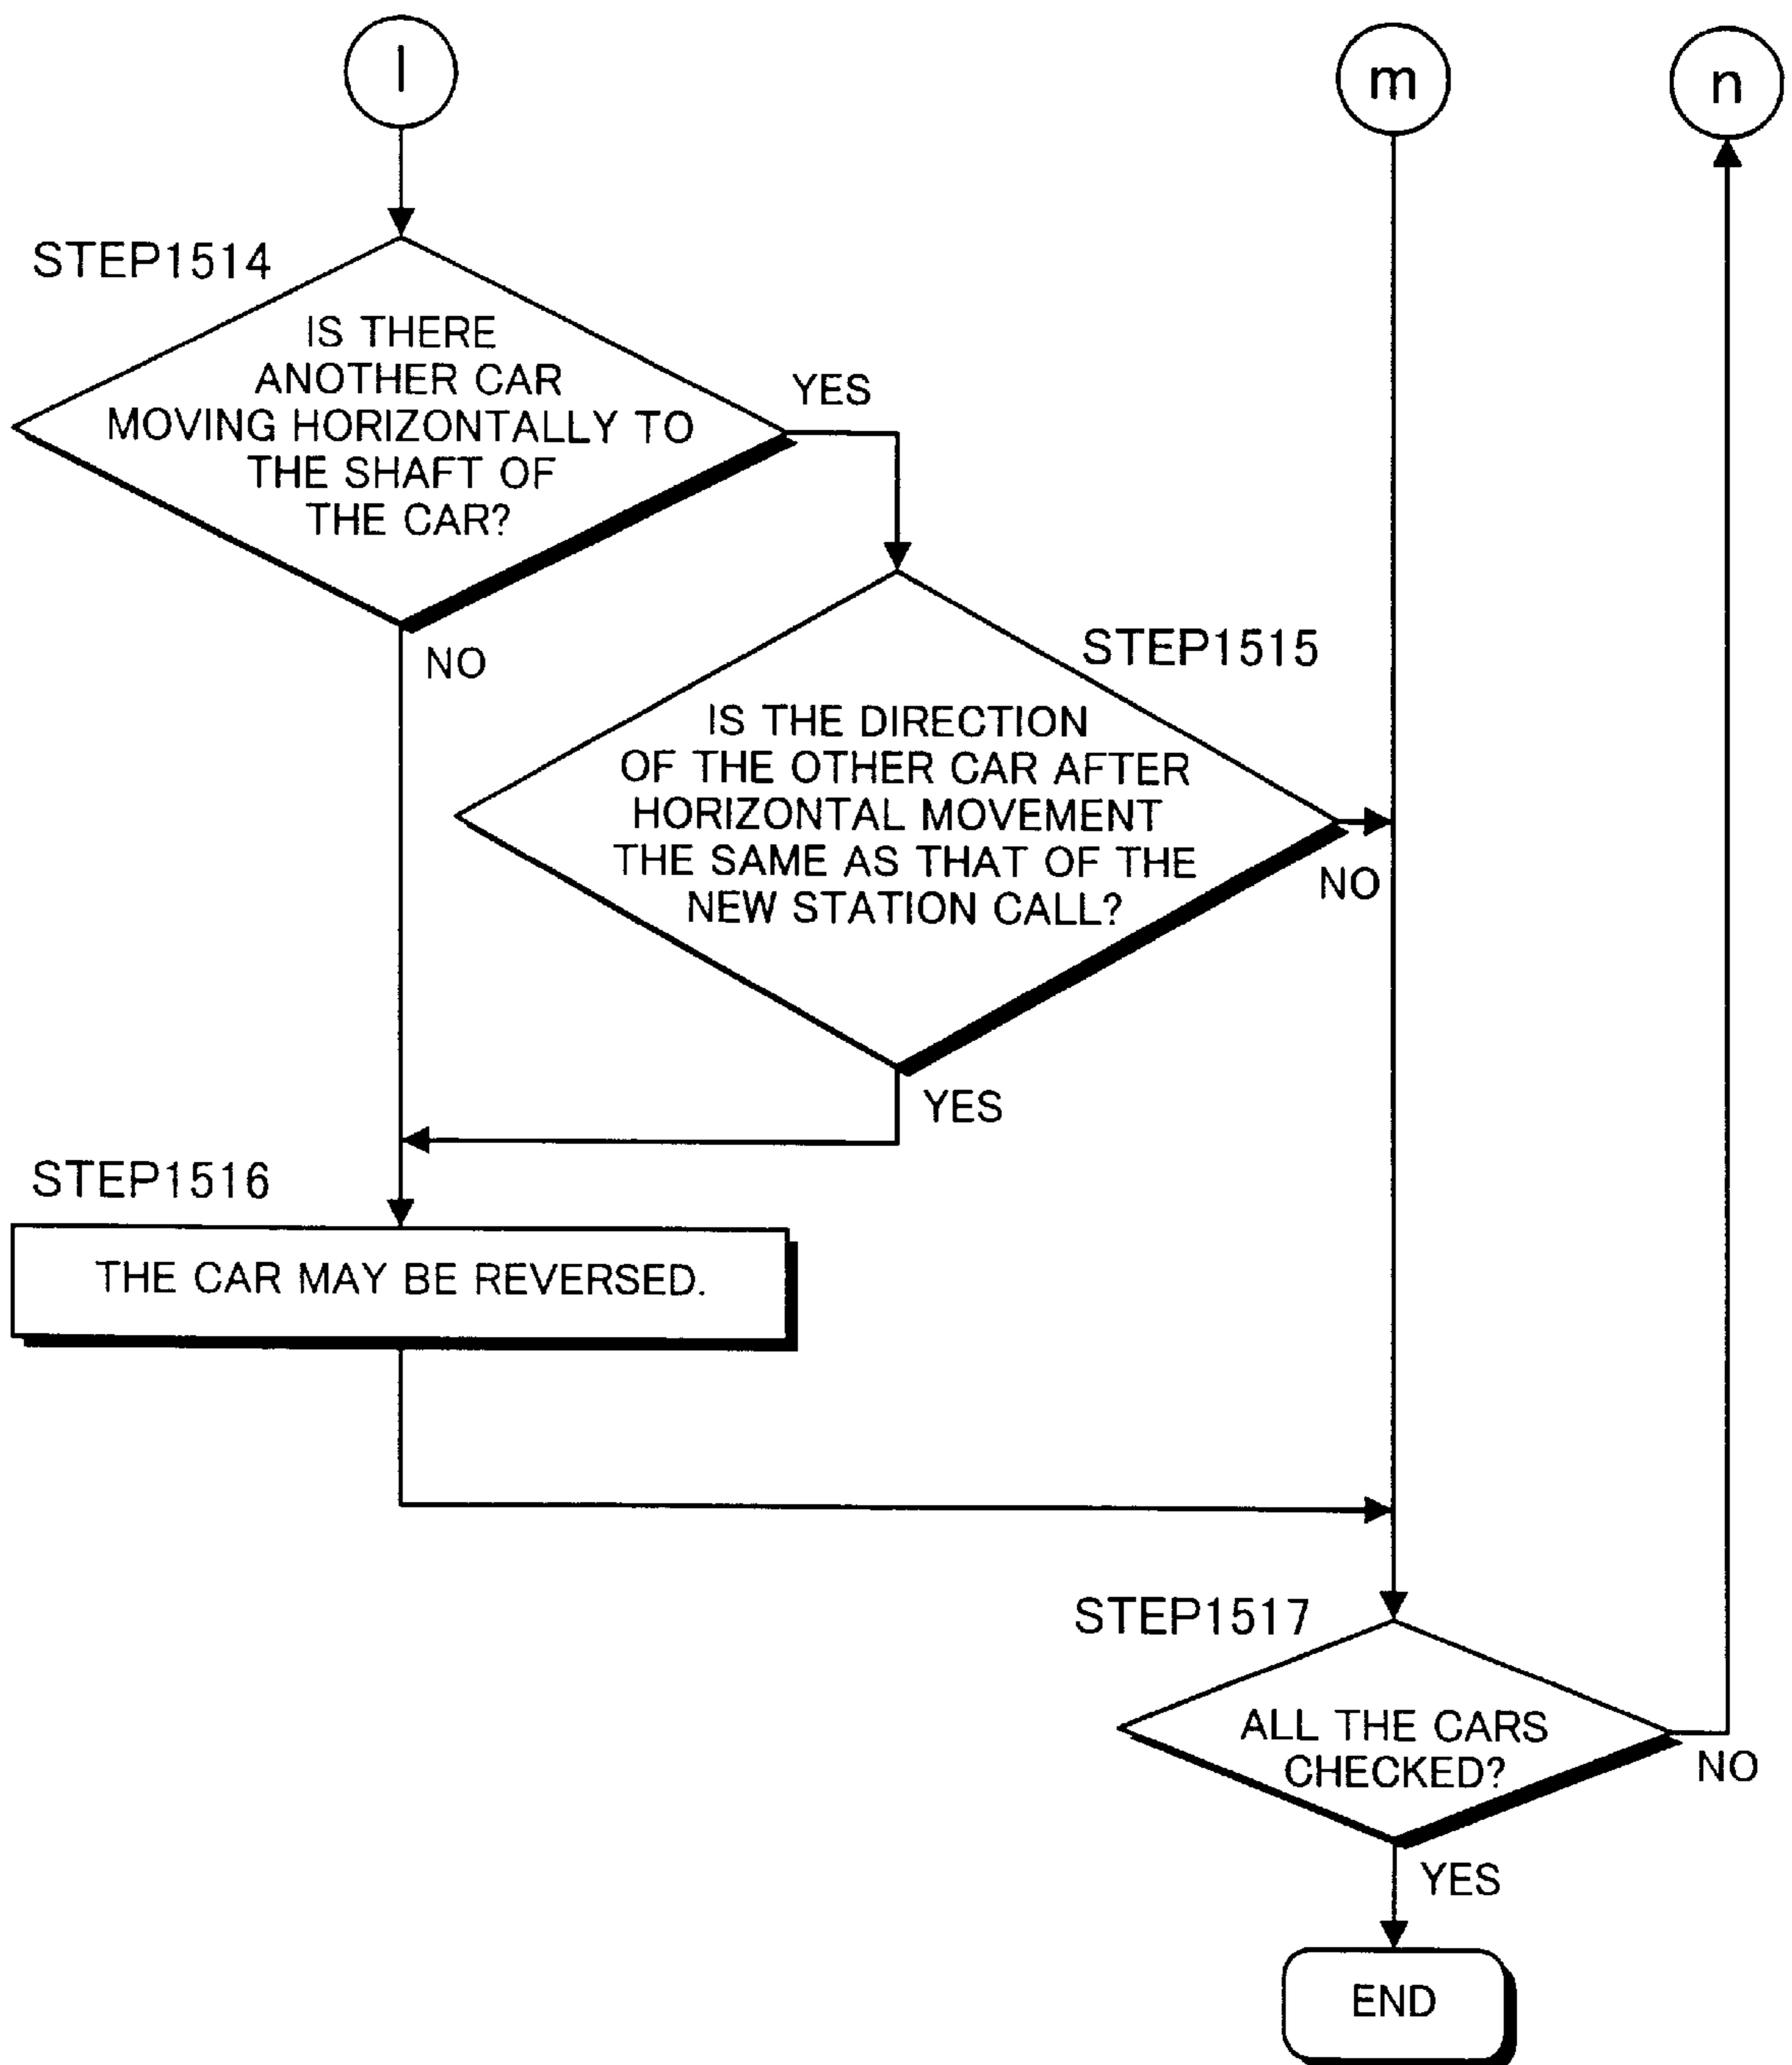 l
m
n
STEP1514
IS THERE
ANOTHER CAR
MOVING HORIZONTALLY TO
THE SHAFT OF
THE CAR?
YES
NO
STEP1515
IS THE DIRECTION
OF THE OTHER CAR AFTER
HORIZONTAL MOVEMENT
THE SAME AS THAT OF THE
NEW STATION CALL?
NO
YES
STEP1516
THE CAR MAY BE REVERSED.
STEP1517
ALL THE CARS
CHECKED?
NO
YES
END